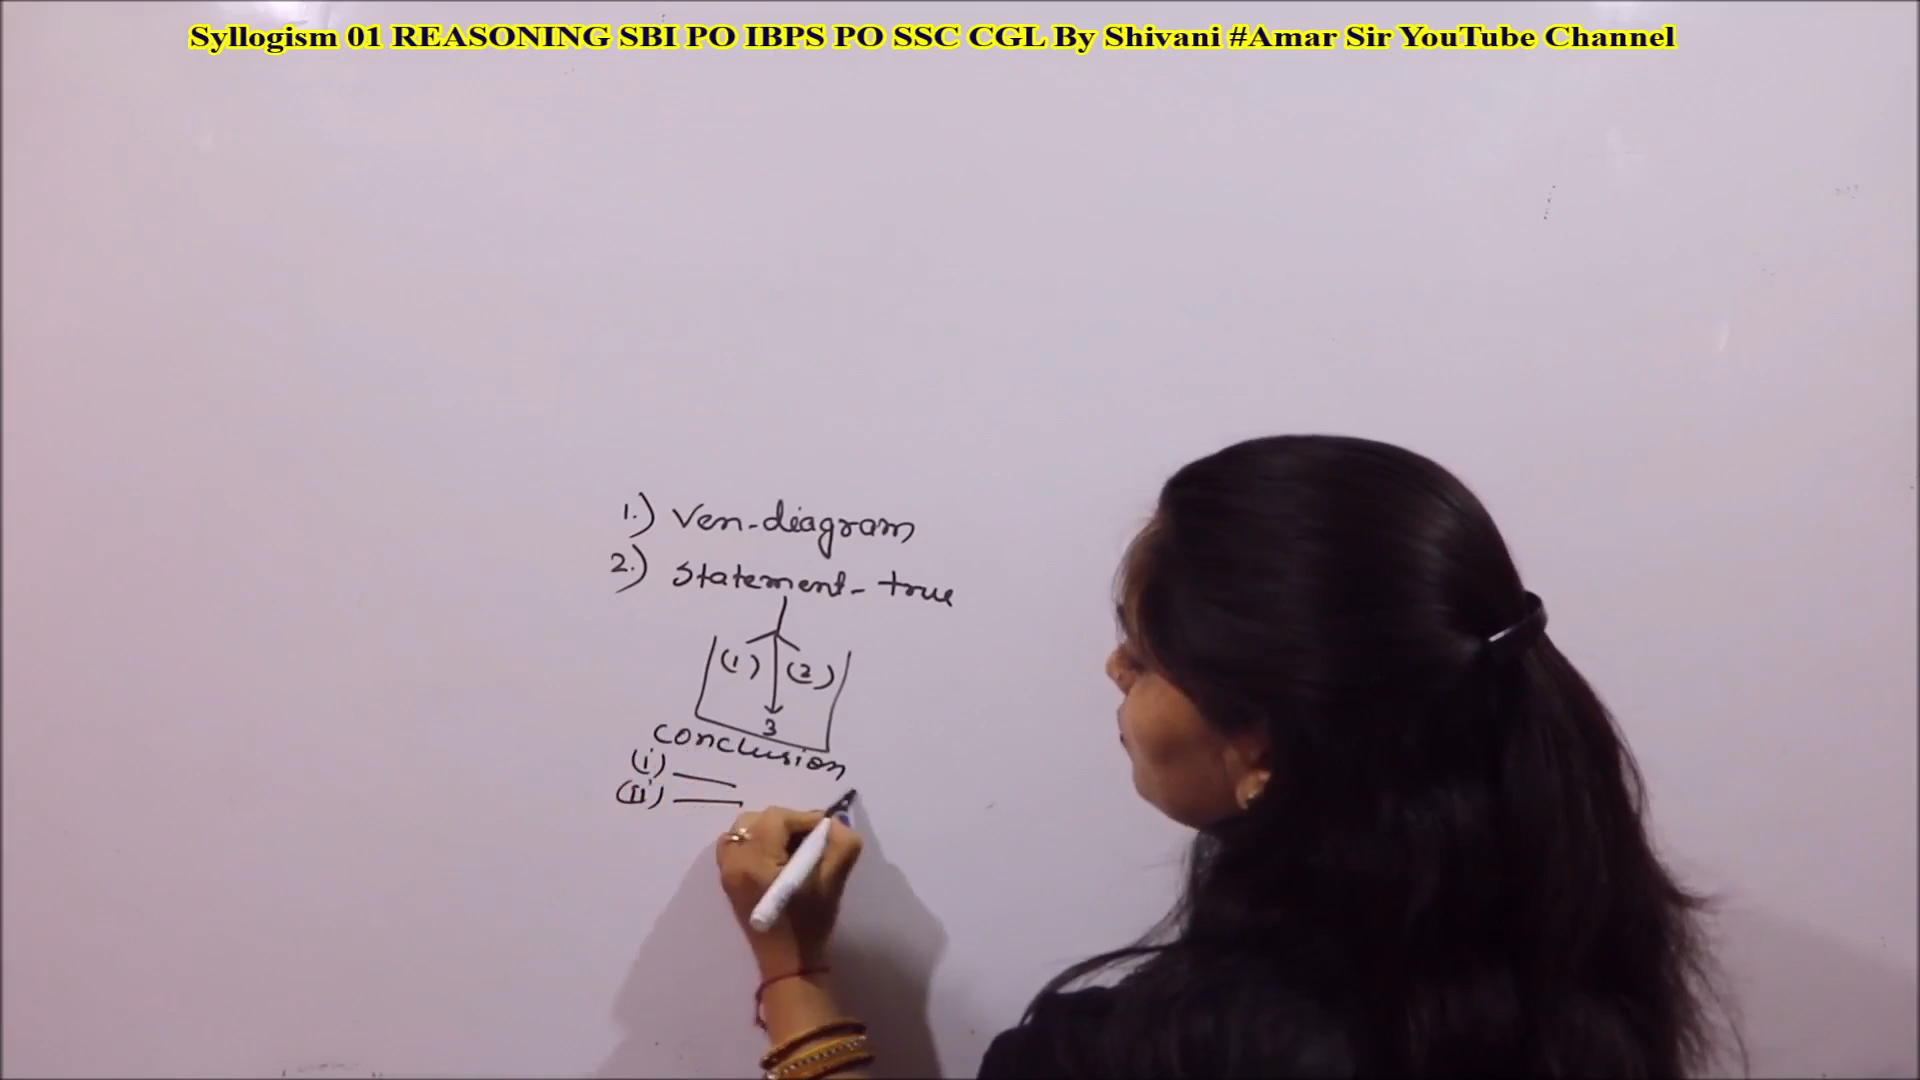 Syllogism 01 REASONING SBI PO IBPS PO SSC CGL By Shivani #Amar Sir YouTube Channel
1.) Ven-diagram
2.) Statement - true
(1) (2)
3
Conclusion
(i)
(ii)